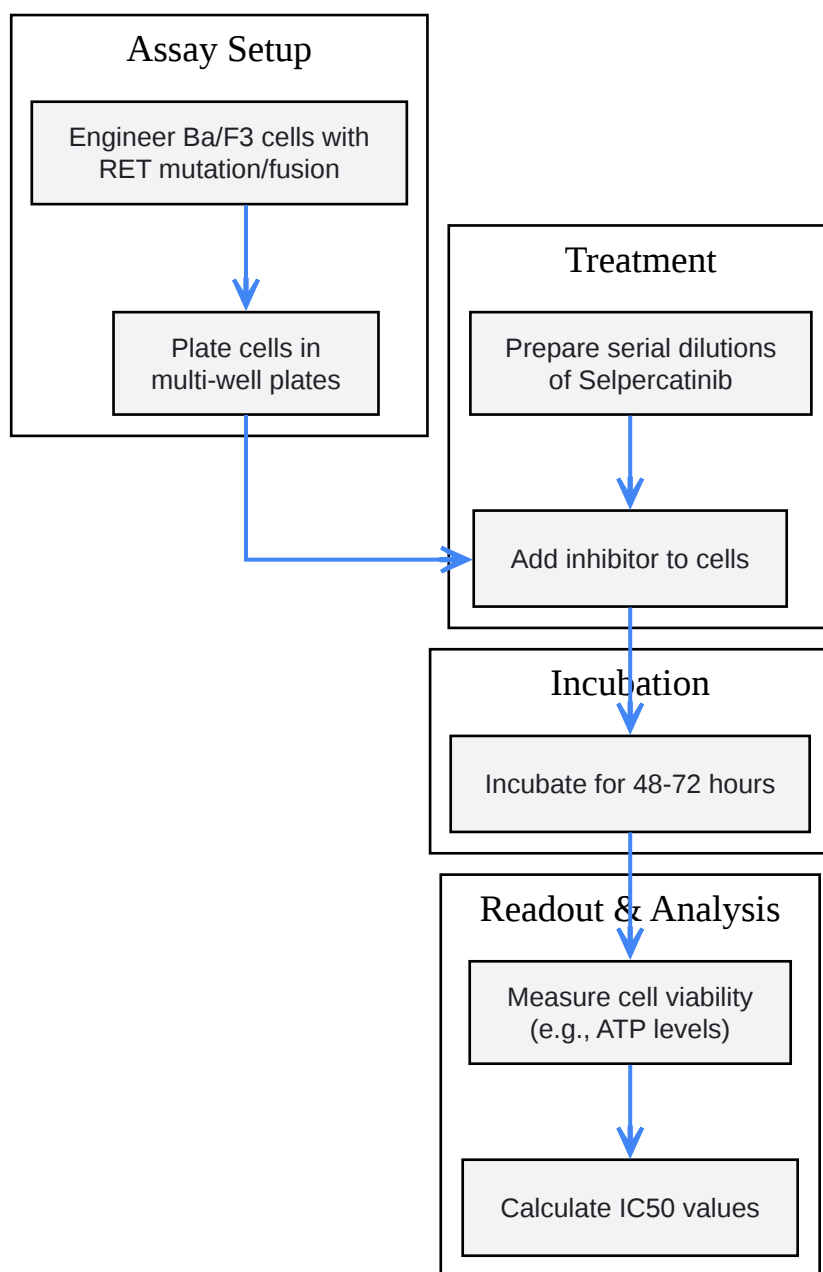 Assay Setup
Engineer Ba/F3 cells with
RET mutation/fusion
Plate cells in
multi-well plates
Treatment
Prepare serial dilutions
of Selpercatinib
Add inhibitor to cells
Incubation
Incubate for 48-72 hours
Readout & Analysis
Measure cell viability
(e.g., ATP levels)
Calculate IC50 values